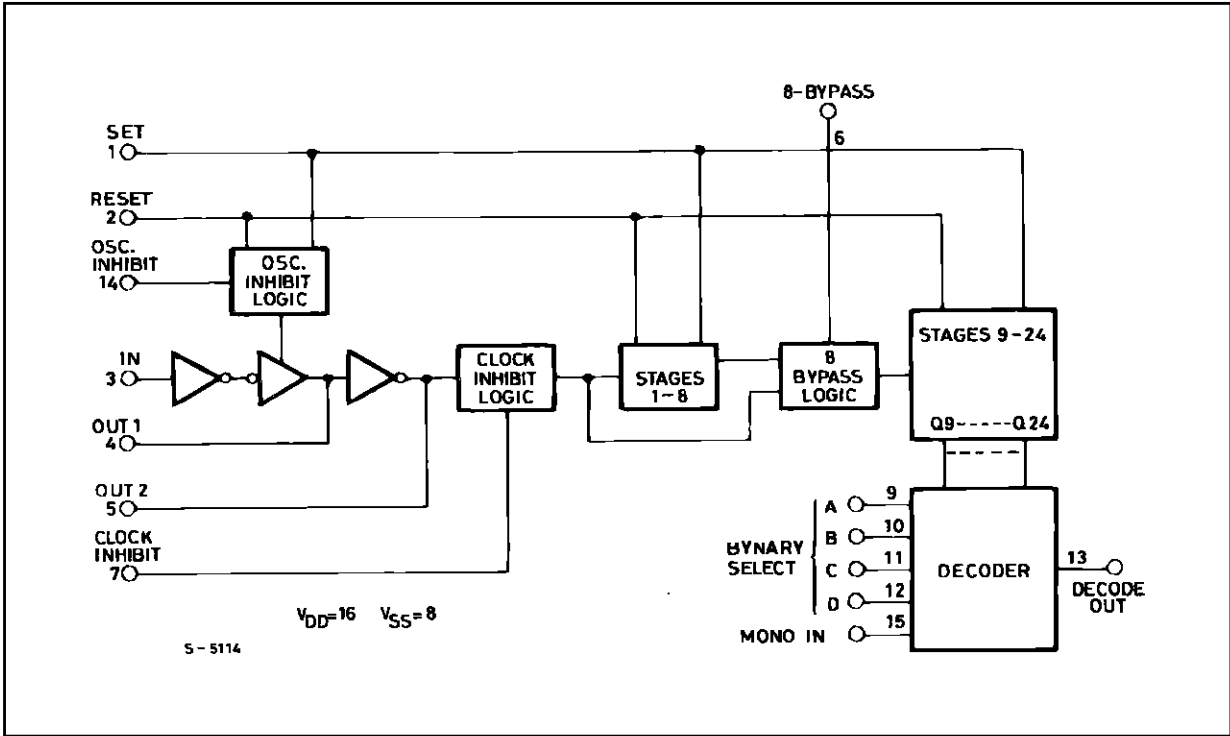 8-BYPASS
6
SET
1
RESET
2
OSC.
INHIBIT
14
OSC.
INHIBIT
LOGIC
IN
3
OUT 1
4
OUT 2
5
CLOCK
INHIBIT
7
CLOCK
INHIBIT
LOGIC
STAGES
1-8
8
BYPASS
LOGIC
STAGES 9-24
Q9-----Q24
BYNARY
SELECT
A 9
B 10
C 11
D 12
MONO IN 15
DECODER
13
DECODE
OUT
VDD=16 VSS=8
S-5114